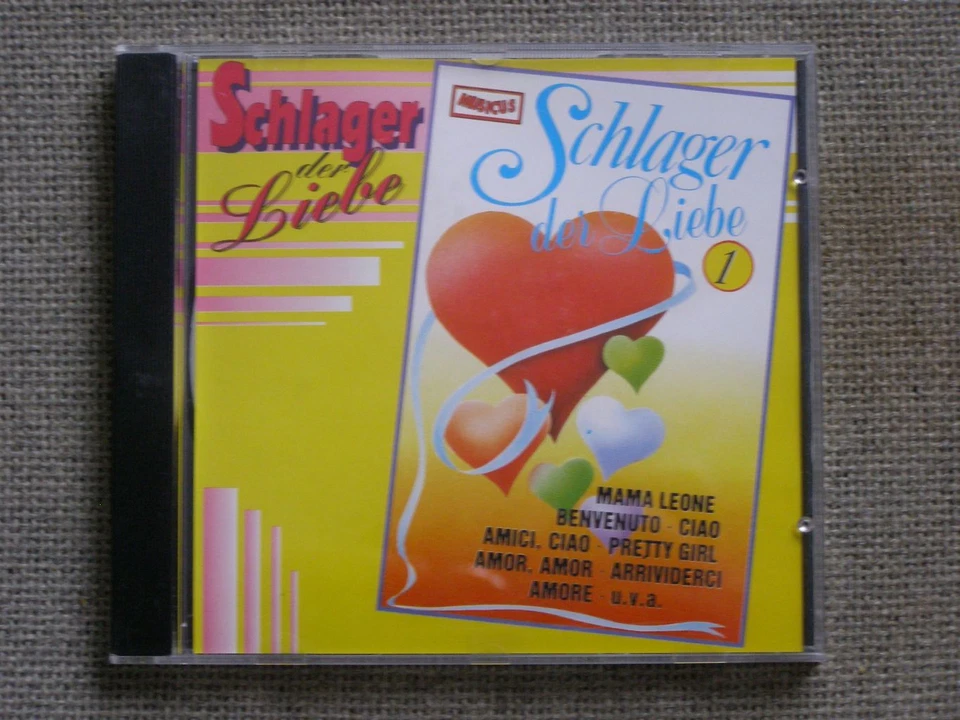 Schlager
der
Liebe
MUSICUS
Schlager
der Liebe
1
MAMA LEONE
BENVENUTO · CIAO
AMICI, CIAO · PRETTY GIRL
AMOR, AMOR · ARRIVIDERCI
AMORE · u.v.a.